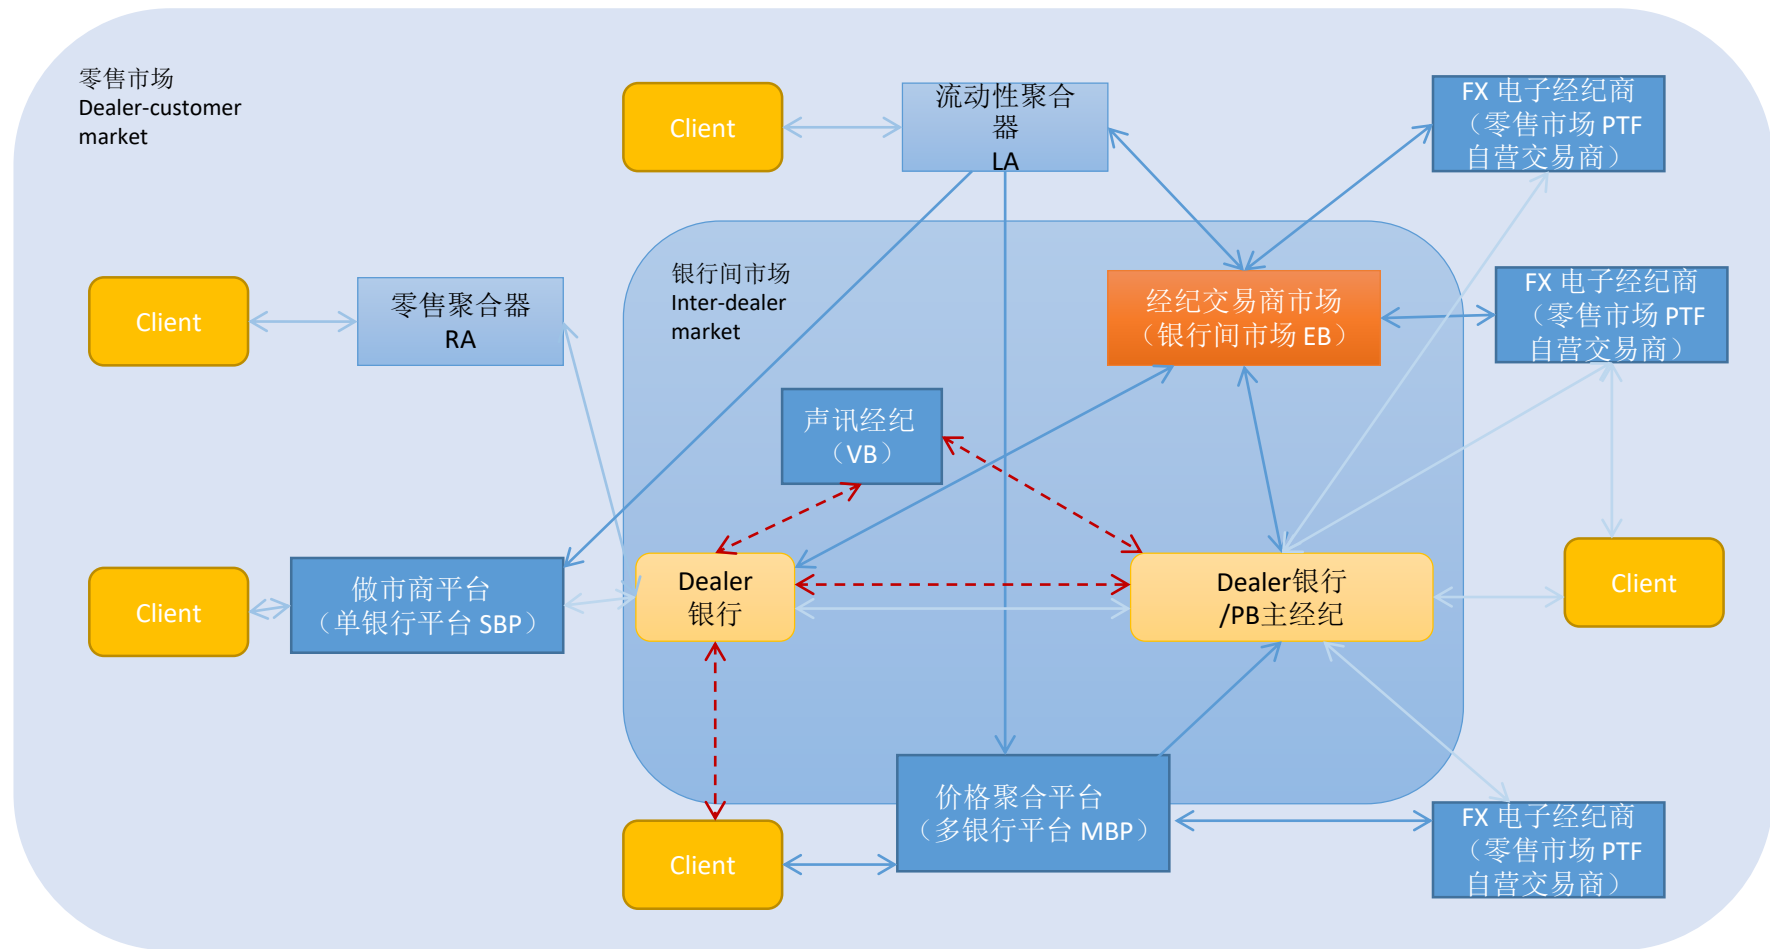 零售市场
Dealer-customer
market
Client
流动性聚合
器
LA
FX 电子经纪商
（零售市场 PTF
自营交易商）
银行间市场
Inter-dealer
market
经纪交易商市场
（银行间市场 EB）
FX 电子经纪商
（零售市场 PTF
自营交易商）
Client
零售聚合器
RA
声讯经纪
（VB）
Client
做市商平台
（单银行平台 SBP）
Dealer
银行
Dealer银行
/PB主经纪
Client
Client
价格聚合平台
（多银行平台 MBP）
FX 电子经纪商
（零售市场 PTF
自营交易商）